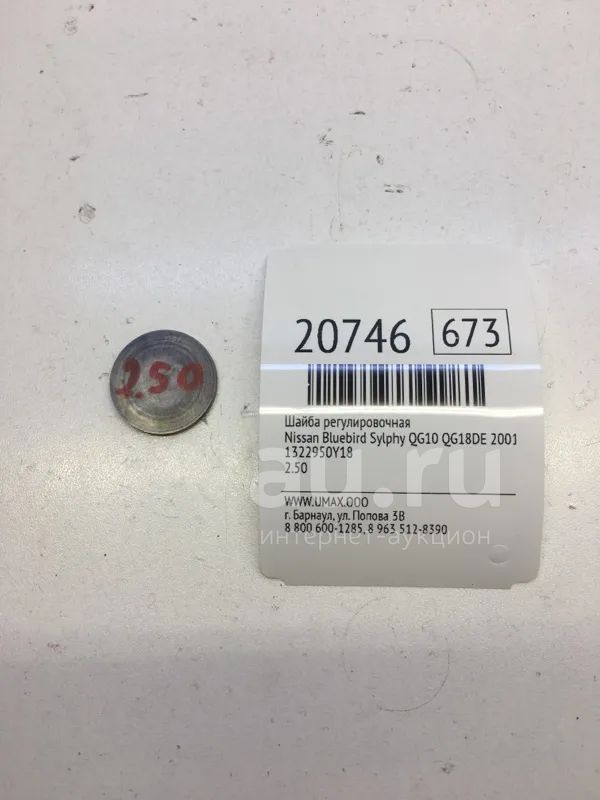 2.50
20746 673
Шайба регулировочная
Nissan Bluebird Sylphy QG10 QG18DE 2001
1322950Y18
2.50
WWW.UMAX.OOO
г. Барнаул, ул. Попова 3В
8 800 600-1285, 8 963 512-8390
au.ru
интернет-аукцион